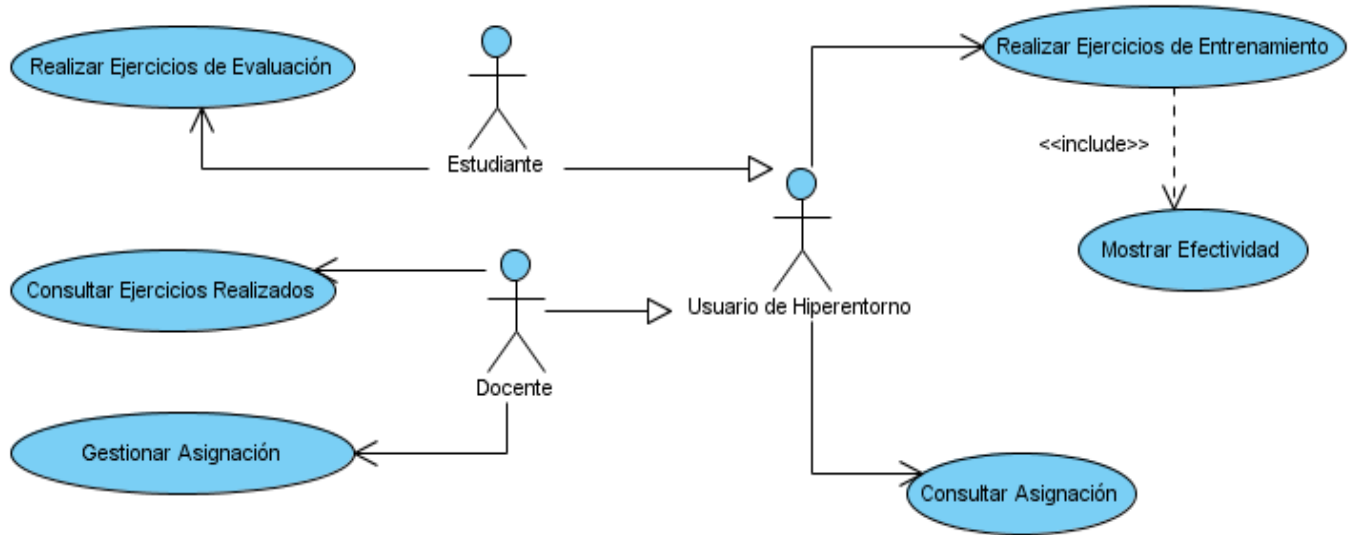 Realizar Ejercicios de Evaluación
Realizar Ejercicios de Entrenamiento
<<include>>
Estudiante
Mostrar Efectividad
Consultar Ejercicios Realizados
Usuario de Hiperentorno
Docente
Gestionar Asignación
Consultar Asignación